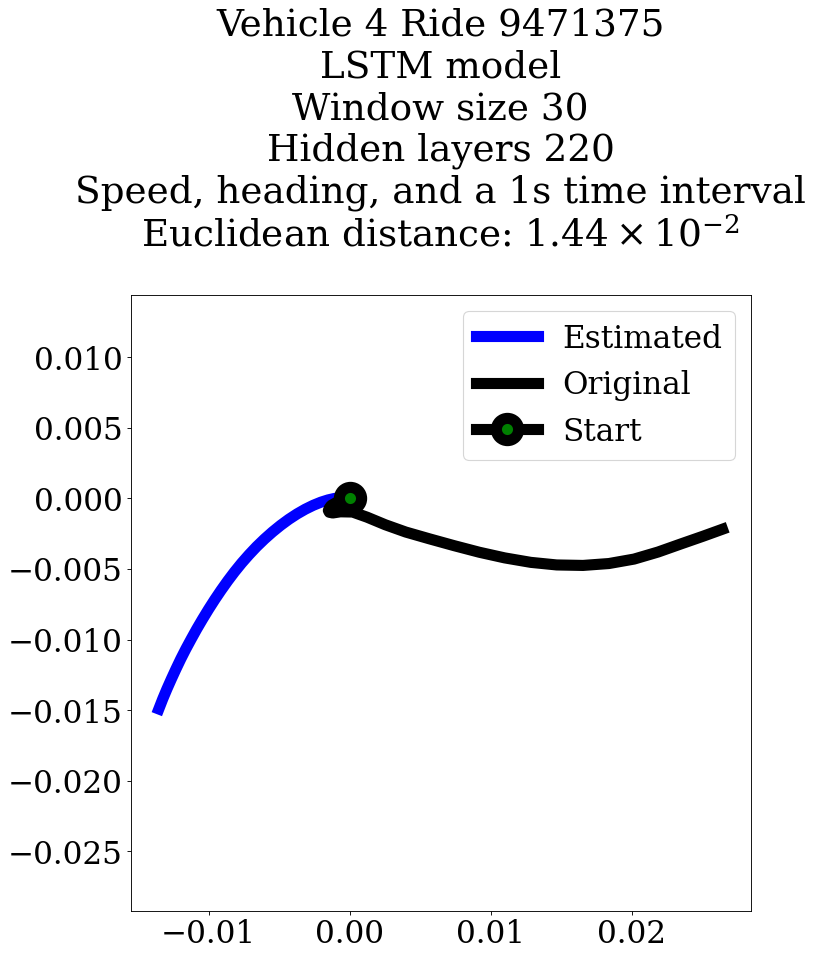 Vehicle 4 Ride 9471375
LSTM model
Window size 30
Hidden layers 220
Speed, heading, and a 1s time interval
Euclidean distance: 1.44 × 10⁻²
Estimated
Original
Start
0.010
0.005
0.000
−0.005
−0.010
−0.015
−0.020
−0.025
−0.01 0.00 0.01 0.02